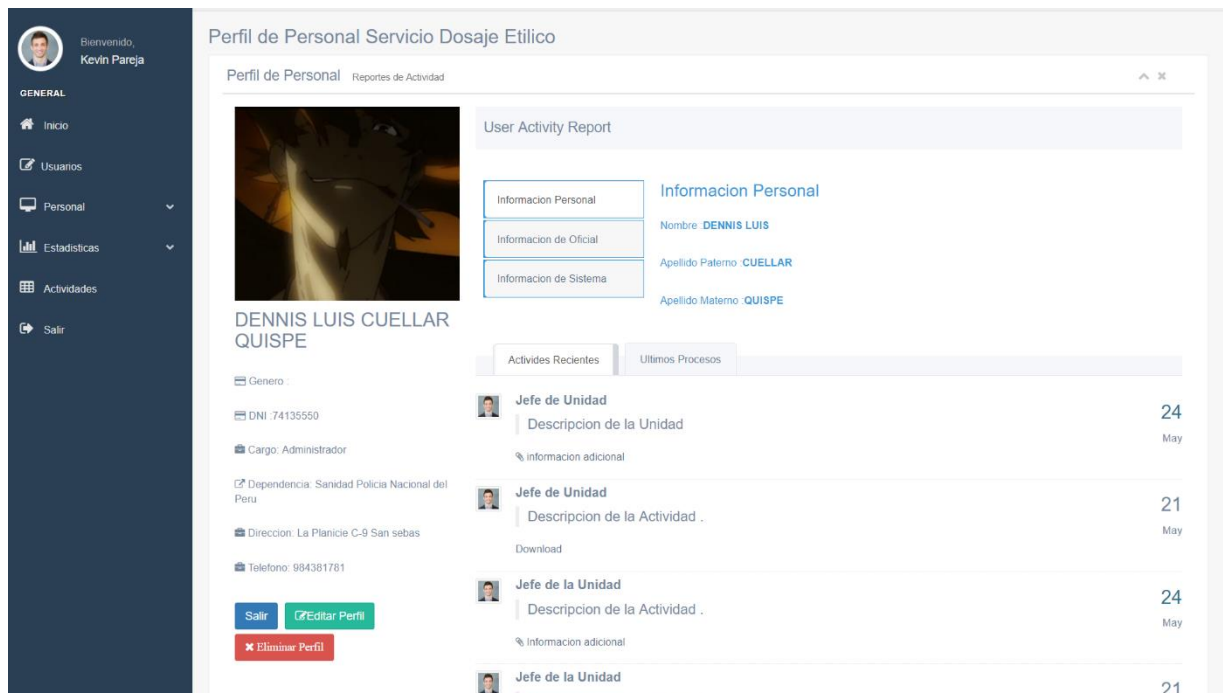 Bienvenido,
Kevin Pareja
GENERAL
Inicio
Usuarios
Personal
Estadisticas
Actividades
Salir
Perfil de Personal Servicio Dosaje Etilico
Perfil de Personal Reportes de Actividad
DENNIS LUIS CUELLAR
QUISPE
Genero :
DNI :74135550
Cargo: Administrador
Dependencia: Sanidad Policia Nacional del
Peru
Direccion: La Planicie C-9 San sebas
Telefono: 984381781
Salir
Editar Perfil
Eliminar Perfil
User Activity Report
Informacion Personal
Informacion de Oficial
Informacion de Sistema
Informacion Personal
Nombre :DENNIS LUIS
Apellido Paterno :CUELLAR
Apellido Materno :QUISPE
Activides Recientes
Ultimos Procesos
Jefe de Unidad
Descripcion de la Unidad
informacion adicional
24
May
Jefe de Unidad
Descripcion de la Actividad .
Download
21
May
Jefe de la Unidad
Descripcion de la Actividad .
Informacion adicional
24
May
Jefe de la Unidad
21